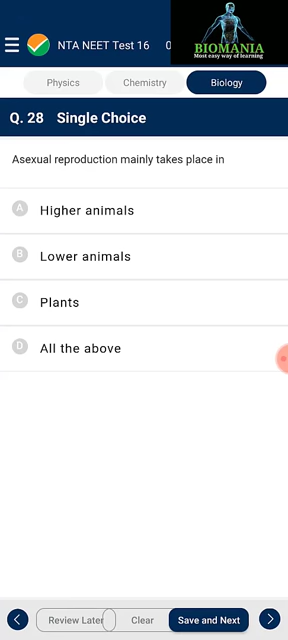 NTA NEET Test 16 0
BIOMANIA
Most easy way of learning
Physics Chemistry Biology
Q. 28 Single Choice
Asexual reproduction mainly takes place in
A Higher animals
B Lower animals
C Plants
D All the above
Review Later Clear Save and Next